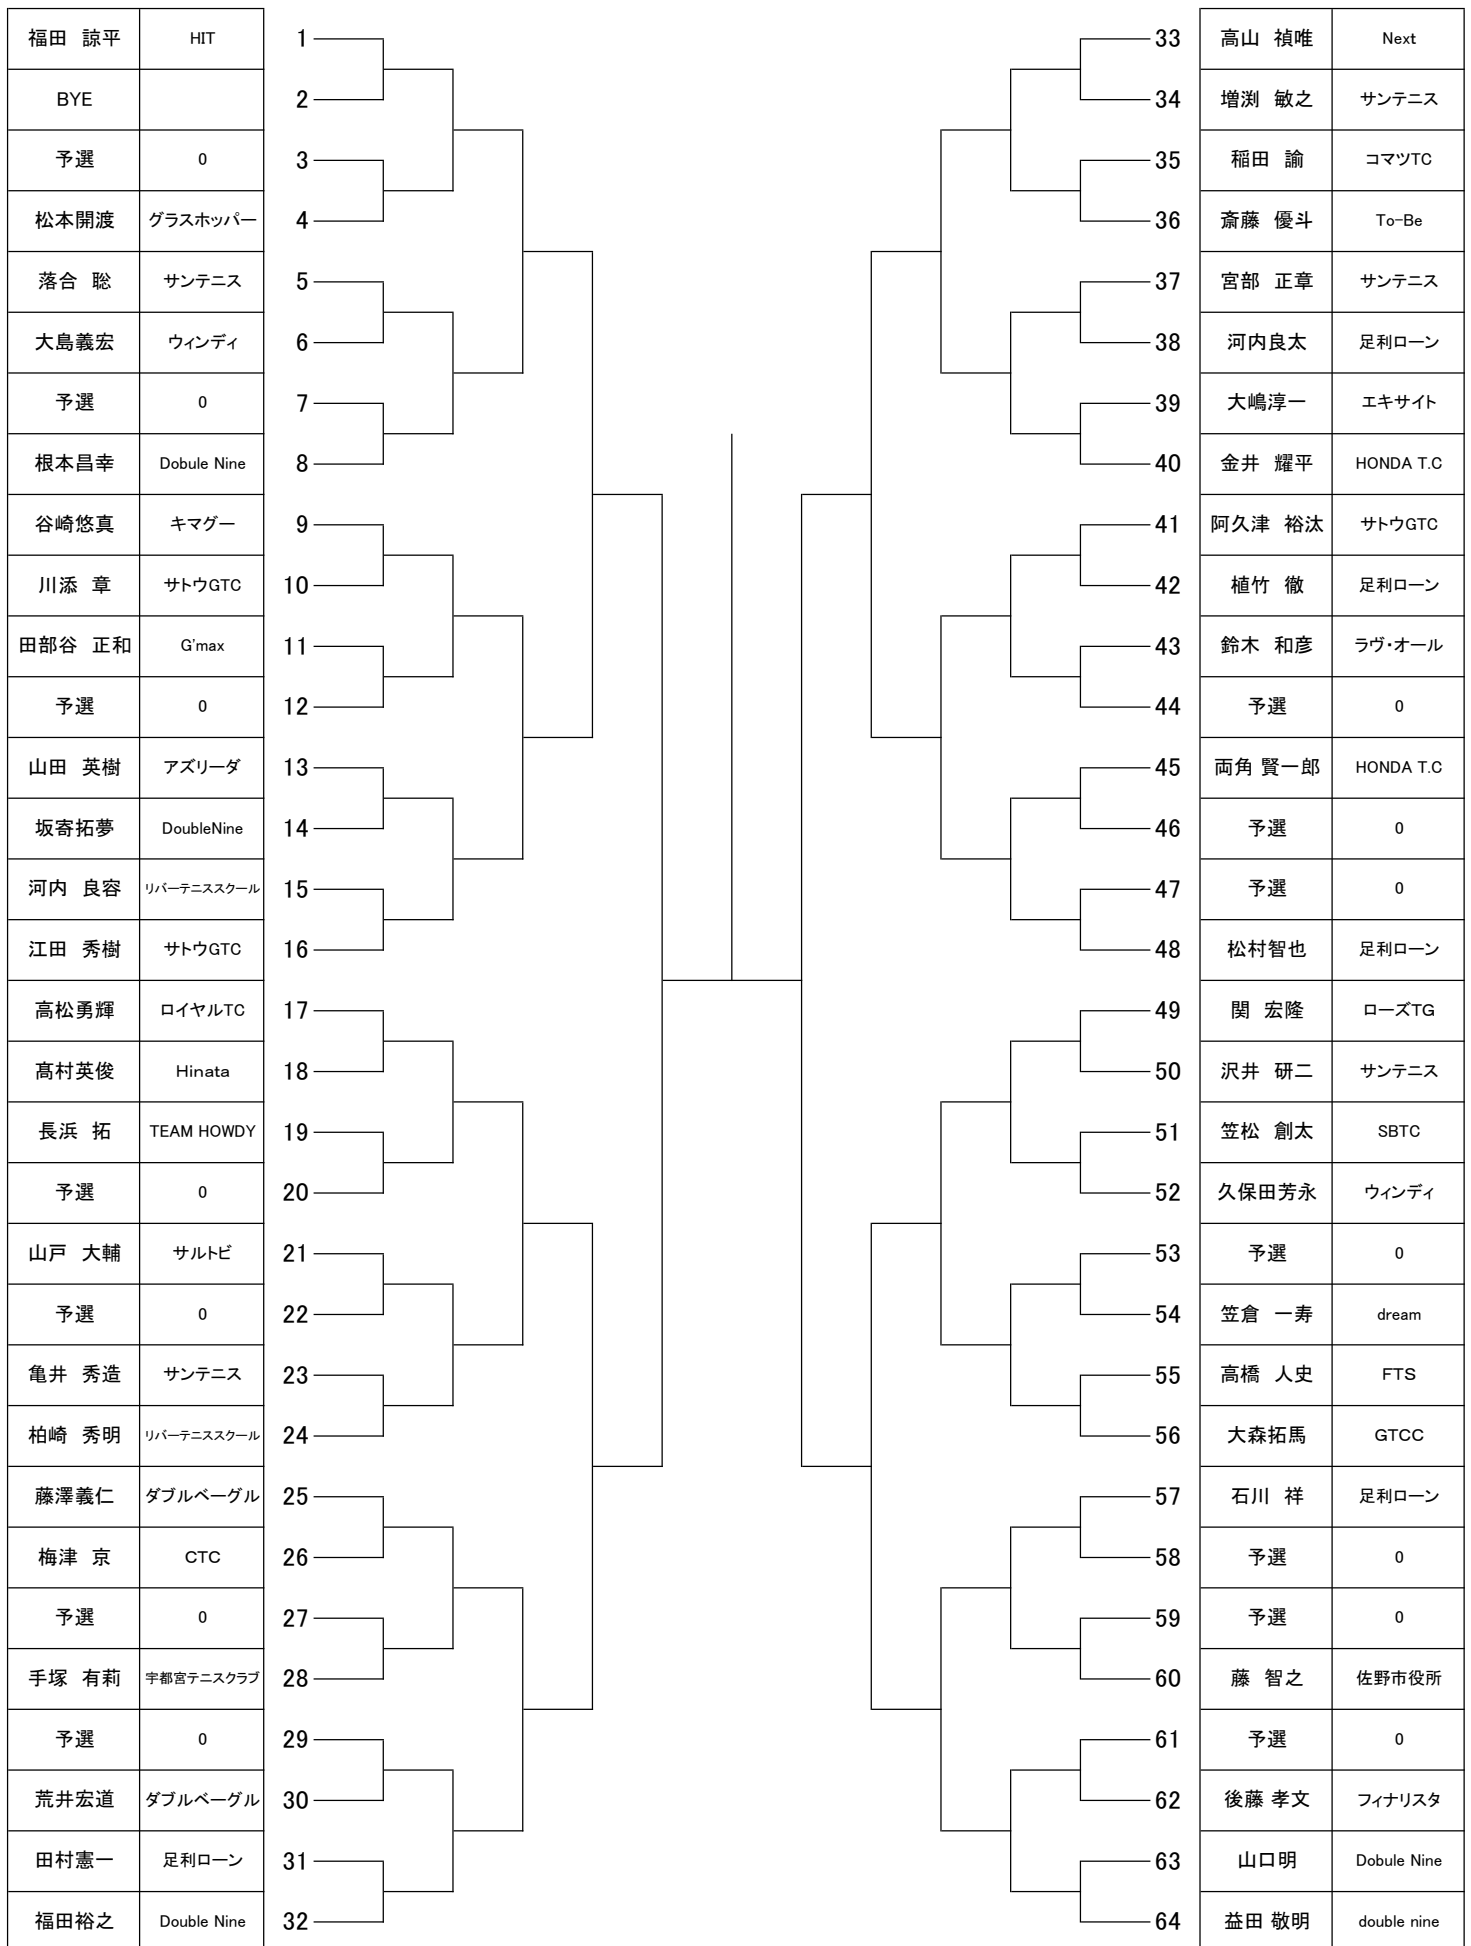 福田 諒平 HIT 1
BYE 2
予選 0 3
松本開渡 グラスホッパー 4
落合 聡 サンテニス 5
大島義宏 ウィンディ 6
予選 0 7
根本昌幸 Dobule Nine 8
谷崎悠真 キマグー 9
川添 章 サトウGTC 10
田部谷 正和 G'max 11
予選 0 12
山田 英樹 アズリーダ 13
坂寄拓夢 DoubleNine 14
河内 良容 リバーテニススクール 15
江田 秀樹 サトウGTC 16
高松勇輝 ロイヤルTC 17
髙村英俊 Hinata 18
長浜 拓 TEAM HOWDY 19
予選 0 20
山戸 大輔 サルトビ 21
予選 0 22
亀井 秀造 サンテニス 23
柏崎 秀明 リバーテニススクール 24
藤澤義仁 ダブルベーグル 25
梅津 京 CTC 26
予選 0 27
手塚 有莉 宇都宮テニスクラブ 28
予選 0 29
荒井宏道 ダブルベーグル 30
田村憲一 足利ローン 31
福田裕之 Double Nine 32
33 高山 禎唯 Next
34 増渕 敏之 サンテニス
35 稲田 諭 コマツTC
36 斎藤 優斗 To-Be
37 宮部 正章 サンテニス
38 河内良太 足利ローン
39 大嶋淳一 エキサイト
40 金井 耀平 HONDA T.C
41 阿久津 裕汰 サトウGTC
42 植竹 徹 足利ローン
43 鈴木 和彦 ラヴ・オール
44 予選 0
45 両角 賢一郎 HONDA T.C
46 予選 0
47 予選 0
48 松村智也 足利ローン
49 関 宏隆 ローズTG
50 沢井 研二 サンテニス
51 笠松 創太 SBTC
52 久保田芳永 ウィンディ
53 予選 0
54 笠倉 一寿 dream
55 高橋 人史 FTS
56 大森拓馬 GTCC
57 石川 祥 足利ローン
58 予選 0
59 予選 0
60 藤 智之 佐野市役所
61 予選 0
62 後藤 孝文 フィナリスタ
63 山口明 Dobule Nine
64 益田 敬明 double nine